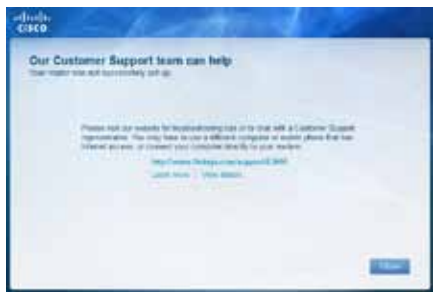 CISCO
Our Customer Support team can help
Your router was not successfully set up.
Please visit our website for troubleshooting tips or to chat with a Customer Support
representative. You may have to use a different computer or mobile phone that has
Internet access, or connect your computer directly to your modem.
Learn more | View details